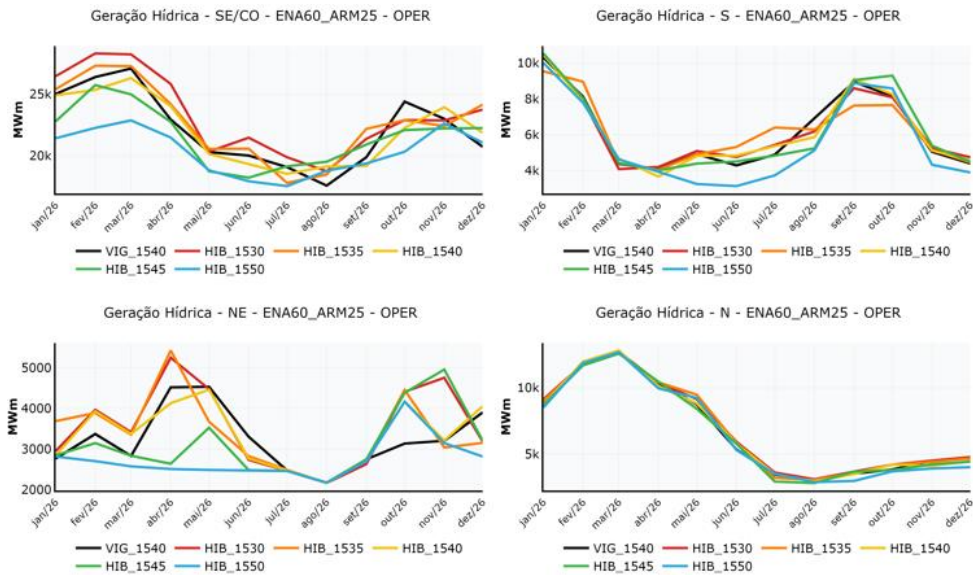 Geração Hídrica - SE/CO - ENA60_ARM25 - OPER
MWm
25k
20k
jan/26 fev/26 mar/26 abr/26 mai/26 jun/26 jul/26 ago/26 set/26 out/26 nov/26 dez/26
VIG_1540 HIB_1530 HIB_1535 HIB_1540
HIB_1545 HIB_1550
Geração Hídrica - S - ENA60_ARM25 - OPER
MWm
10k
8k
6k
4k
jan/26 fev/26 mar/26 abr/26 mai/26 jun/26 jul/26 ago/26 set/26 out/26 nov/26 dez/26
VIG_1540 HIB_1530 HIB_1535 HIB_1540
HIB_1545 HIB_1550
Geração Hídrica - NE - ENA60_ARM25 - OPER
MWm
5000
4000
3000
2000
jan/26 fev/26 mar/26 abr/26 mai/26 jun/26 jul/26 ago/26 set/26 out/26 nov/26 dez/26
VIG_1540 HIB_1530 HIB_1535 HIB_1540
HIB_1545 HIB_1550
Geração Hídrica - N - ENA60_ARM25 - OPER
MWm
10k
5k
jan/26 fev/26 mar/26 abr/26 mai/26 jun/26 jul/26 ago/26 set/26 out/26 nov/26 dez/26
VIG_1540 HIB_1530 HIB_1535 HIB_1540
HIB_1545 HIB_1550